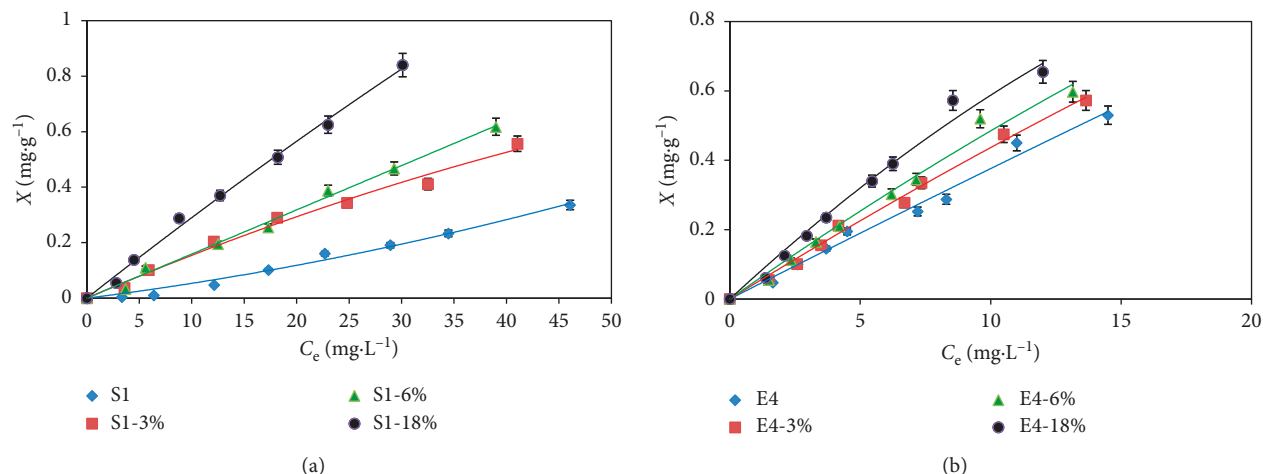 1
0.8
0.6
0.4
0.2
0
X (mg·g⁻¹)
0 5 10 15 20 25 30 35 40 45 50
Cₑ (mg·L⁻¹)
S1
S1-6%
S1-3%
S1-18%
(a)
0.8
0.6
0.4
0.2
0
X (mg·g⁻¹)
0 5 10 15 20
Cₑ (mg·L⁻¹)
E4
E4-6%
E4-3%
E4-18%
(b)